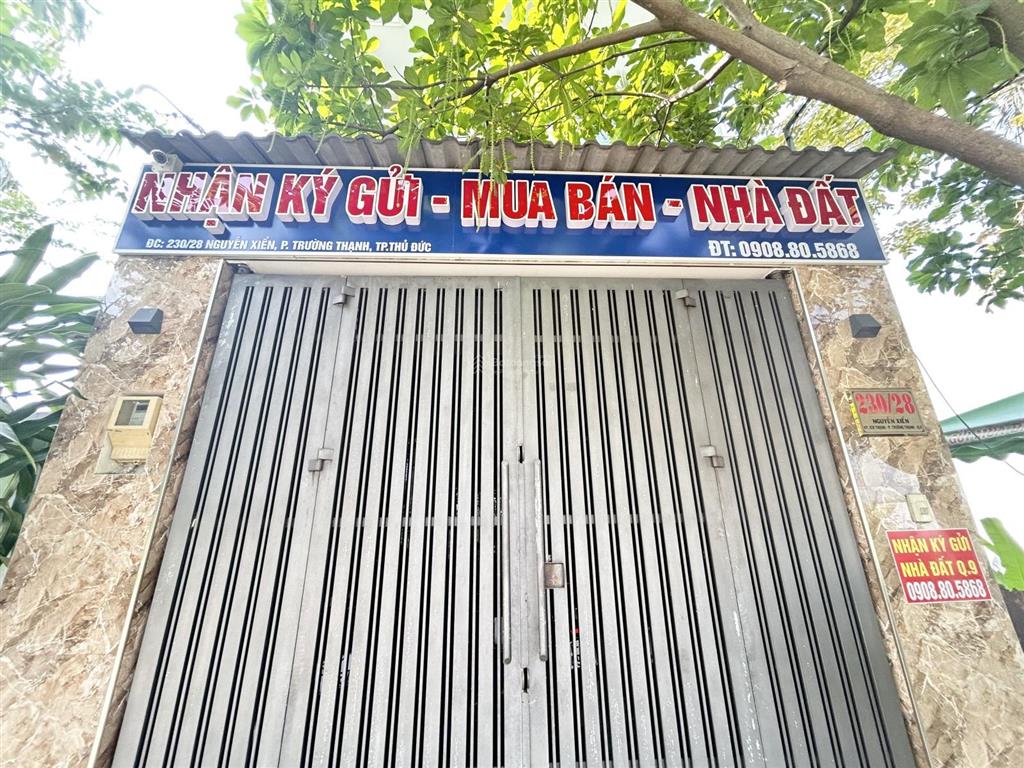 NHẬN KÝ GỬI - MUA BÁN - NHÀ ĐẤT
ĐC: 230/28 NGUYỄN XIỂN, P. TRƯỜNG THẠNH, TP.THỦ ĐỨC
ĐT: 0908.80.5868
230/28
NGUYỄN XIỂN
NHẬN KÝ GỬI
NHÀ ĐẤT Q.9
0908.80.5868